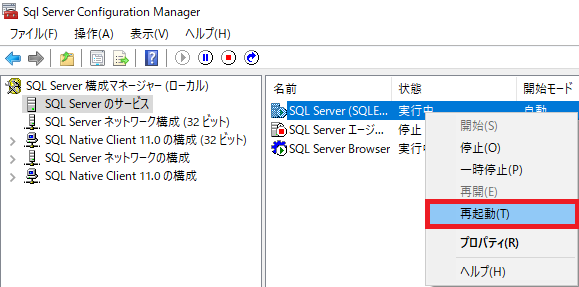 Sql Server Configuration Manager
ファイル(F) 操作(A) 表示(V) ヘルプ(H)
SQL Server 構成マネージャー (ローカル)
SQL Server のサービス
SQL Server ネットワーク構成 (32 ビット)
SQL Native Client 11.0 の構成 (32 ビット)
SQL Server ネットワークの構成
SQL Native Client 11.0 の構成
名前 状態 開始モード
SQL Server (SQLE... 実行中 自動
SQL Server エージ... 停止
SQL Server Browser 実行中
開始(S)
停止(O)
一時停止(P)
再開(E)
再起動(T)
プロパティ(R)
ヘルプ(H)